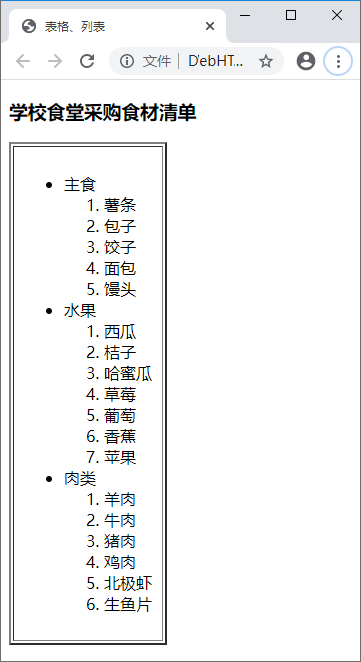 表格、列表
文件 D'ebHT...
学校食堂采购食材清单
主食
1. 薯条
2. 包子
3. 饺子
4. 面包
5. 馒头
水果
1. 西瓜
2. 桔子
3. 哈蜜瓜
4. 草莓
5. 葡萄
6. 香蕉
7. 苹果
肉类
1. 羊肉
2. 牛肉
3. 猪肉
4. 鸡肉
5. 北极虾
6. 生鱼片